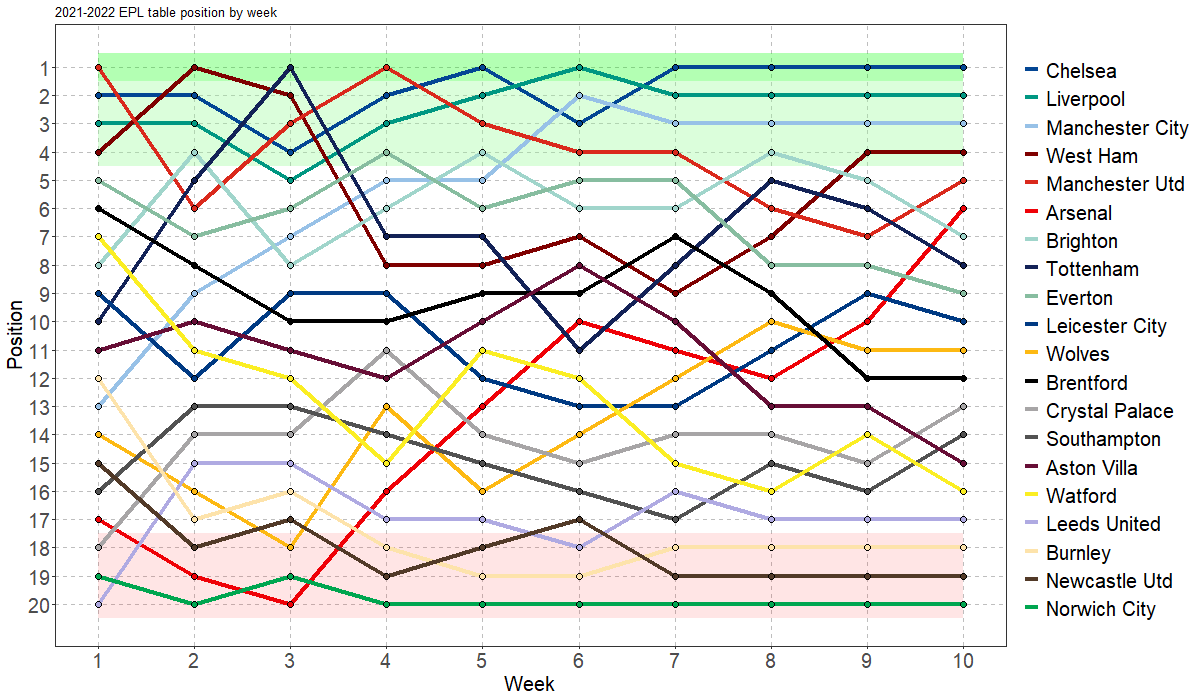 2021-2022 EPL table position by week
Position
1
2
3
4
5
6
7
8
9
10
11
12
13
14
15
16
17
18
19
20
1 2 3 4 5 6 7 8 9 10
Week
Chelsea
Liverpool
Manchester City
West Ham
Manchester Utd
Arsenal
Brighton
Tottenham
Everton
Leicester City
Wolves
Brentford
Crystal Palace
Southampton
Aston Villa
Watford
Leeds United
Burnley
Newcastle Utd
Norwich City